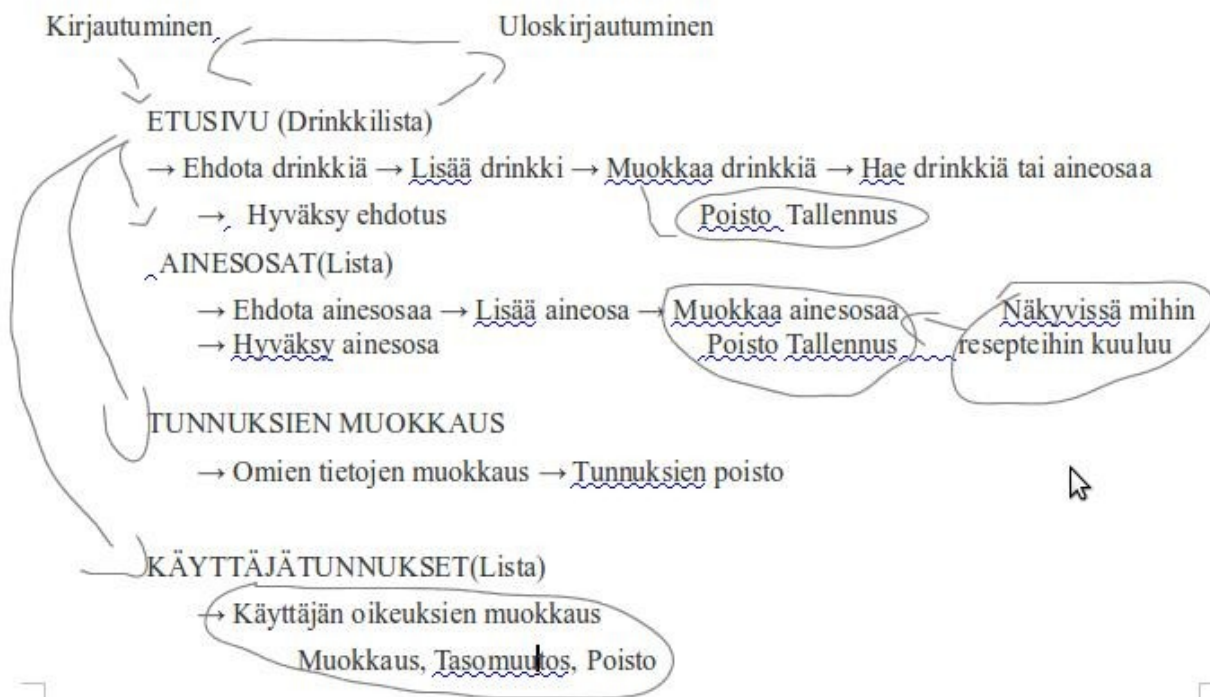 Kirjautuminen Uloskirjautuminen
ETUSIVU (Drinkkilista)
→ Ehdota drinkkiä → Lisää drinkki → Muokkaa drinkkiä → Hae drinkkiä tai aineosaa
→ Hyväksy ehdotus Poisto Tallennus
AINESOSAT(Lista)
→ Ehdota ainesosaa → Lisää aineosa → Muokkaa ainesosaa Näkyvissä mihin
→ Hyväksy ainesosa Poisto Tallennus resepteihin kuuluu
TUNNUKSIEN MUOKKAUS
→ Omien tietojen muokkaus → Tunnuksien poisto
KÄYTTÄJÄTUNNUKSET(Lista)
→ Käyttäjän oikeuksien muokkaus
Muokkaus, Tasomuutos, Poisto